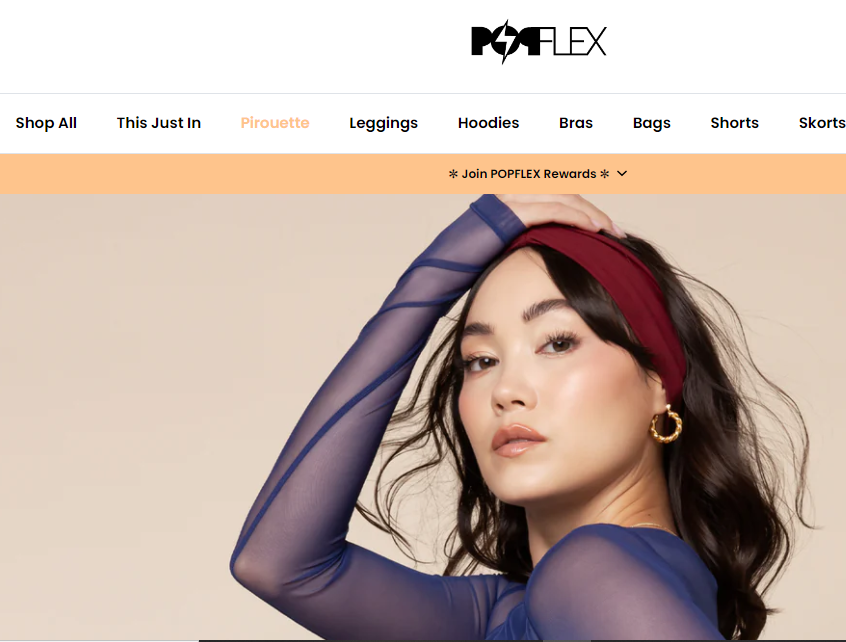 POPFLEX
Shop All This Just In Pirouette Leggings Hoodies Bras Bags Shorts Skorts
✻ Join POPFLEX Rewards ✻